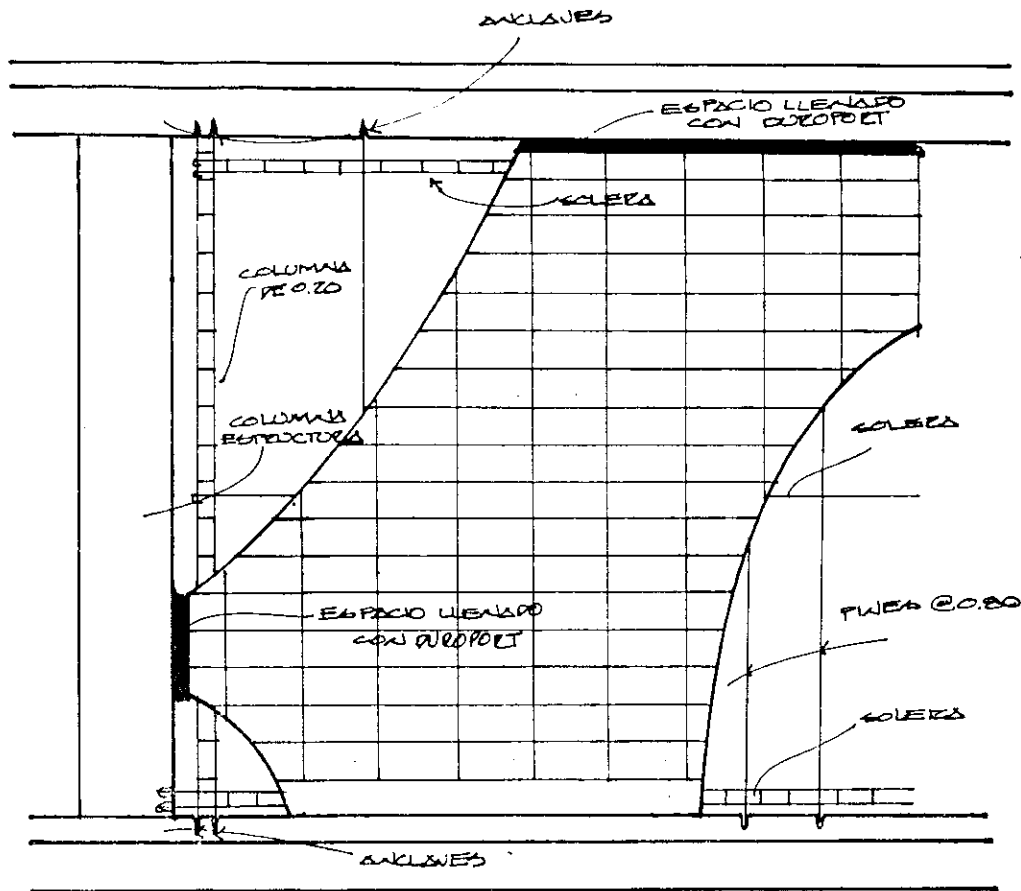 ANCLAJES
ESPACIO LLENADO
CON DUROPORT
SOLERA
COLUMNA
DE 0.20
COLUMNA
ESTRUCTURA
SOLERA
ESPACIO LLENADO
CON DUROPORT
PINES @0.80
SOLERA
ANCLAJES